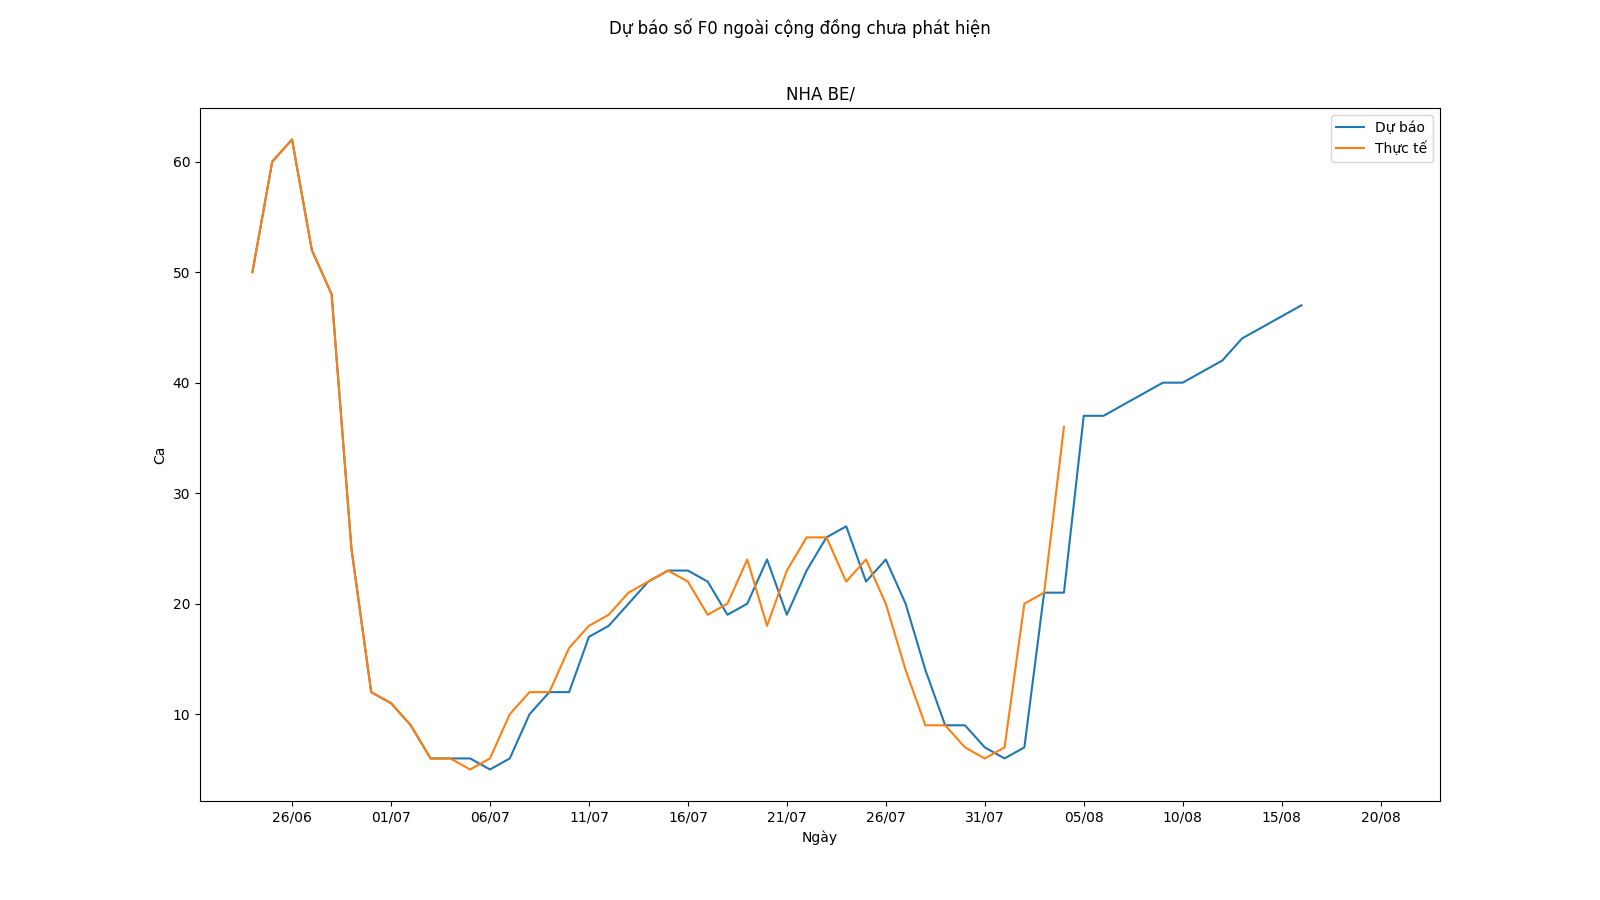 Dự báo số F0 ngoài cộng đồng chưa phát hiện
NHA BE/
Dự báo
Thực tế
60
50
40
30
20
10
Ca
26/06 01/07 06/07 11/07 16/07 21/07 26/07 31/07 05/08 10/08 15/08 20/08
Ngày